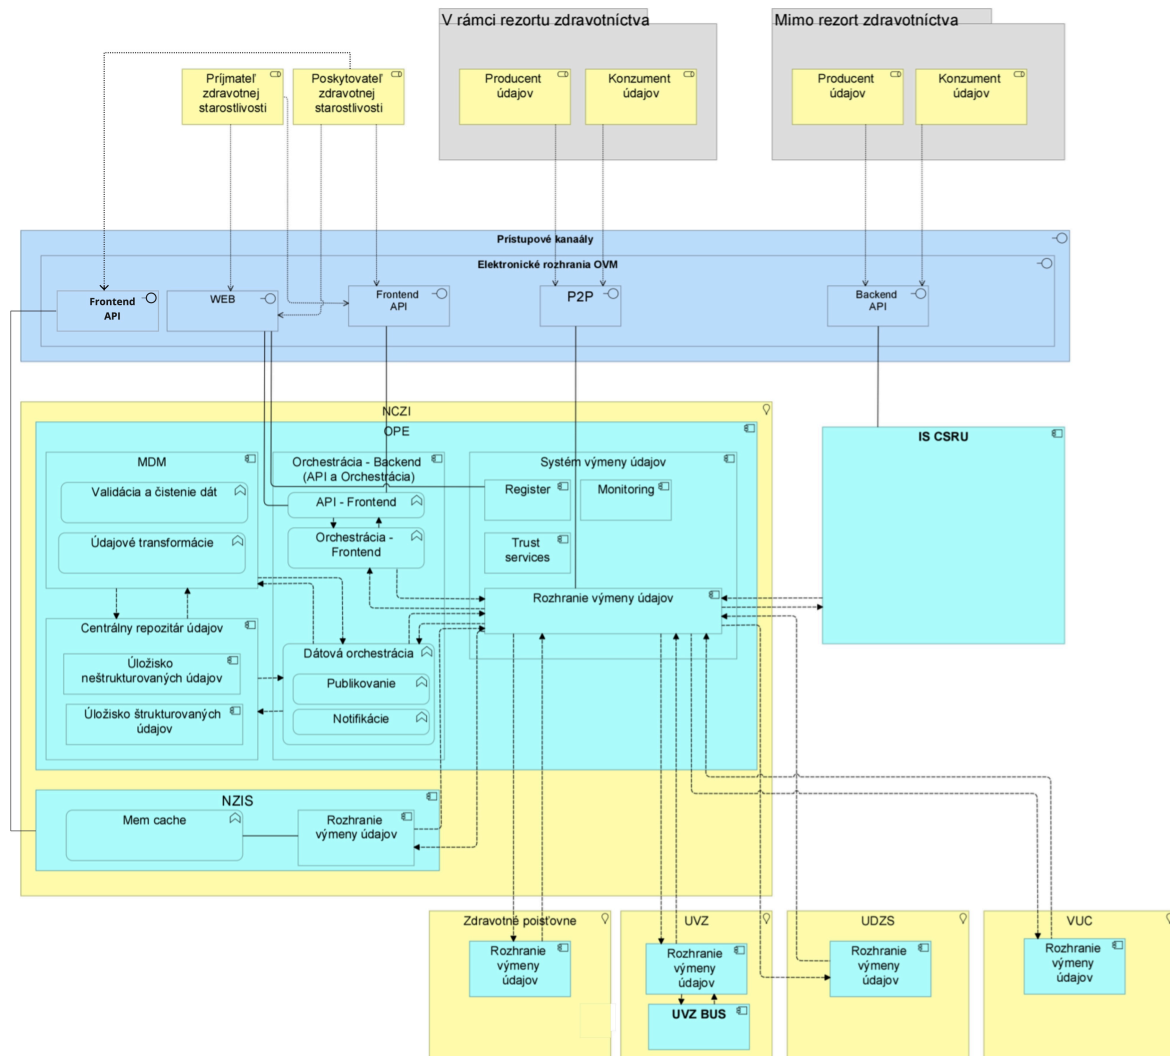 V rámci rezortu zdravotníctva
Mimo rezort zdravotníctva
Príjmateľ
zdravotnej
starostlivosti
Poskytovateľ
zdravotnej
starostlivosti
Producent
údajov
Konzument
údajov
Producent
údajov
Konzument
údajov
Prístupové kanaály
Elektronické rozhrania OVM
Frontend
API
WEB
Frontend
API
P2P
Backend
API
NCZI
OPE
IS CSRU
MDM
Validácia a čistenie dát
Údajové transformácie
Orchestrácia - Backend
(API a Orchestrácia)
API - Frontend
Orchestrácia -
Frontend
Systém výmeny údajov
Register
Monitoring
Trust
services
Rozhranie výmeny údajov
Centrálny repozitár údajov
Úložisko
neštrukturovaných údajov
Úložisko štrukturovaných
údajov
Dátová orchestrácia
Publikovanie
Notifikácie
NZIS
Mem cache
Rozhranie
výmeny údajov
Zdravotné poisťovne
Rozhranie
výmeny
údajov
UVZ
Rozhranie
výmeny
údajov
UVZ BUS
UDZS
Rozhranie
výmeny
údajov
VUC
Rozhranie
výmeny
údajov